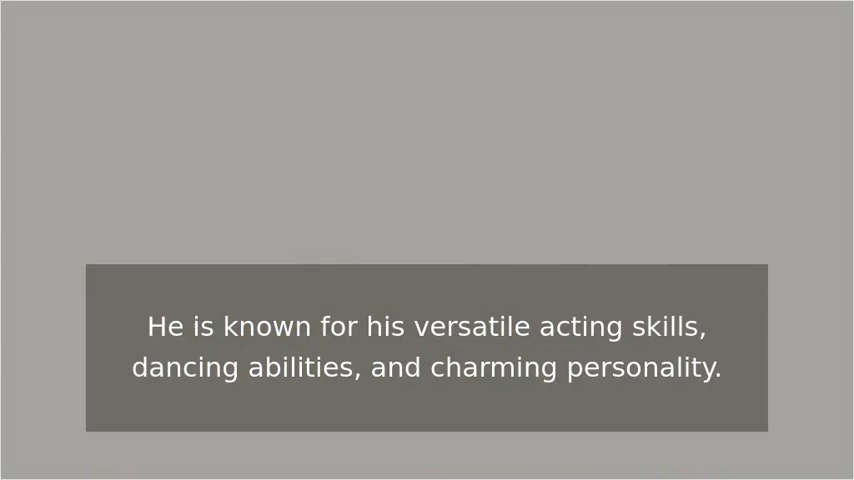 He is known for his versatile acting skills,
dancing abilities, and charming personality.